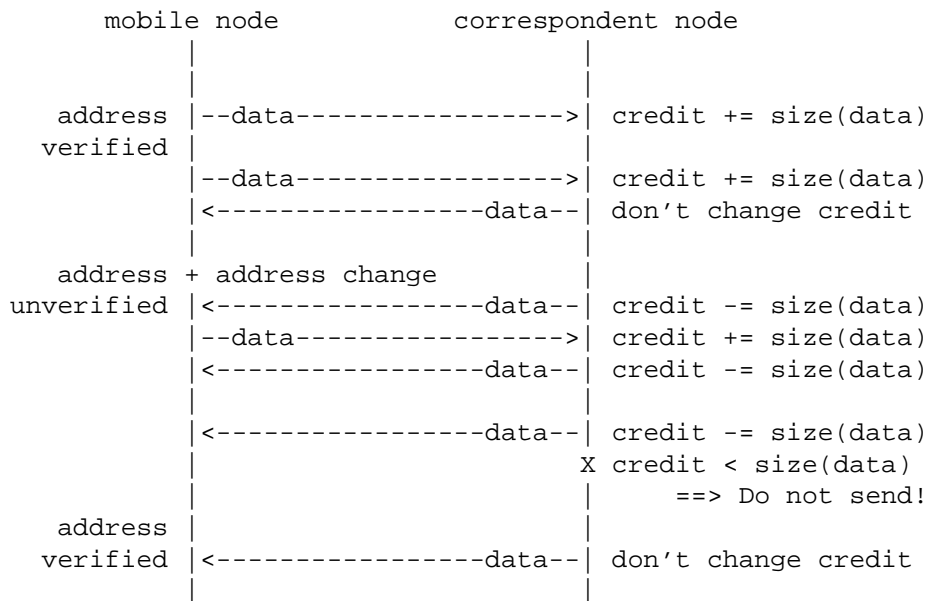 mobile node           correspondent node
           |                        |
           |                        |
   address |--data----------------->| credit += size(data)
  verified |                        |
           |--data----------------->| credit += size(data)
           |<-----------------data--| don't change credit
           |                        |
   address + address change         |
unverified |<-----------------data--| credit -= size(data)
           |--data----------------->| credit += size(data)
           |<-----------------data--| credit -= size(data)
           |                        |
           |<-----------------data--| credit -= size(data)
           |                        X credit < size(data)
           |                        |     ==> Do not send!
   address |                        |
  verified |<-----------------data--| don't change credit
           |                        |